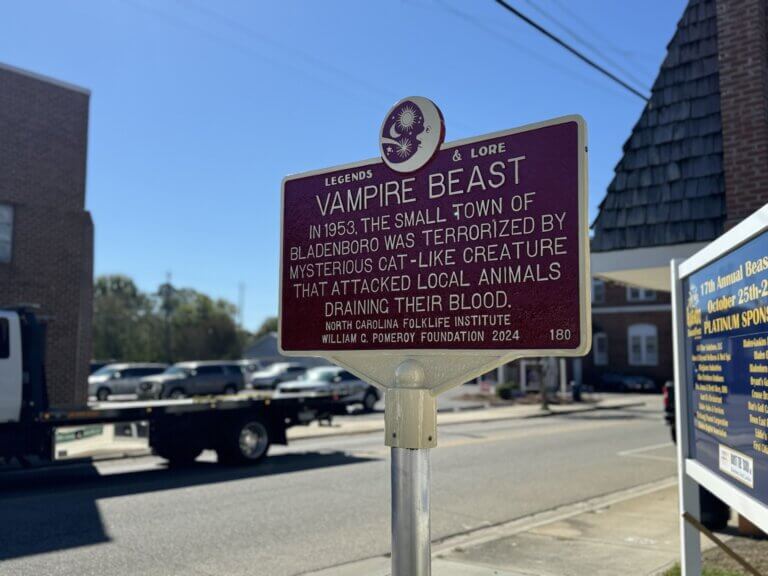 LEGENDS & LORE
VAMPIRE BEAST
IN 1953, THE SMALL TOWN OF
BLADENBORO WAS TERRORIZED BY
MYSTERIOUS CAT-LIKE CREATURE
THAT ATTACKED LOCAL ANIMALS
DRAINING THEIR BLOOD.
NORTH CAROLINA FOLKLIFE INSTITUTE
WILLIAM G. POMEROY FOUNDATION 2024 180
17th Annual Beas
October 25th-2
PLATINUM SPONS